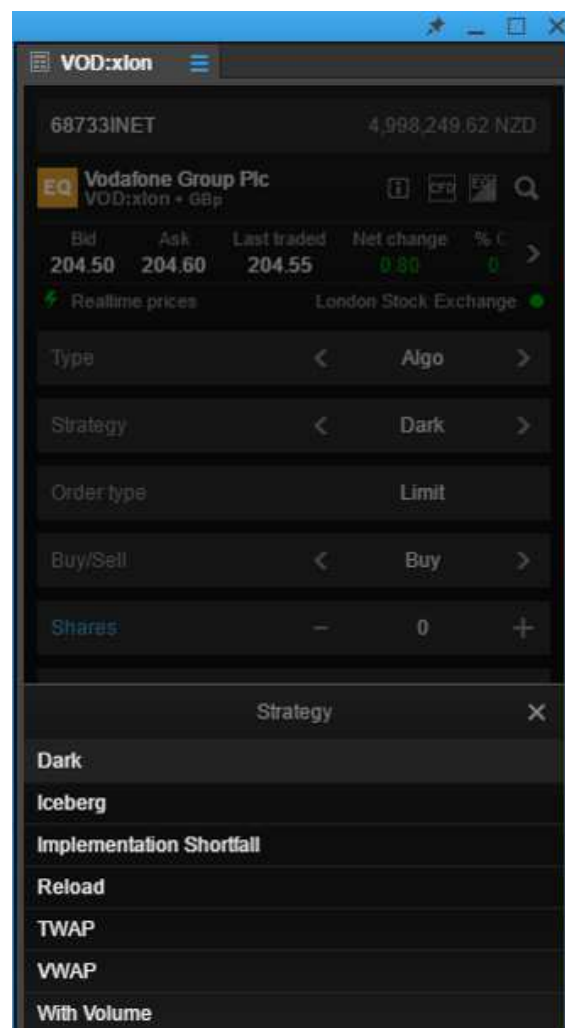 VOD:xlon
68733INET 4,998,249.62 NZD
EQ Vodafone Group Plc
VOD:xlon • GBp
CFD
Bid Ask Last traded Net change %
204.50 204.60 204.55 0.80 0
Realtime prices London Stock Exchange
Type Algo
Strategy Dark
Order type Limit
Buy/Sell Buy
Shares 0
Strategy
Dark
Iceberg
Implementation Shortfall
Reload
TWAP
VWAP
With Volume